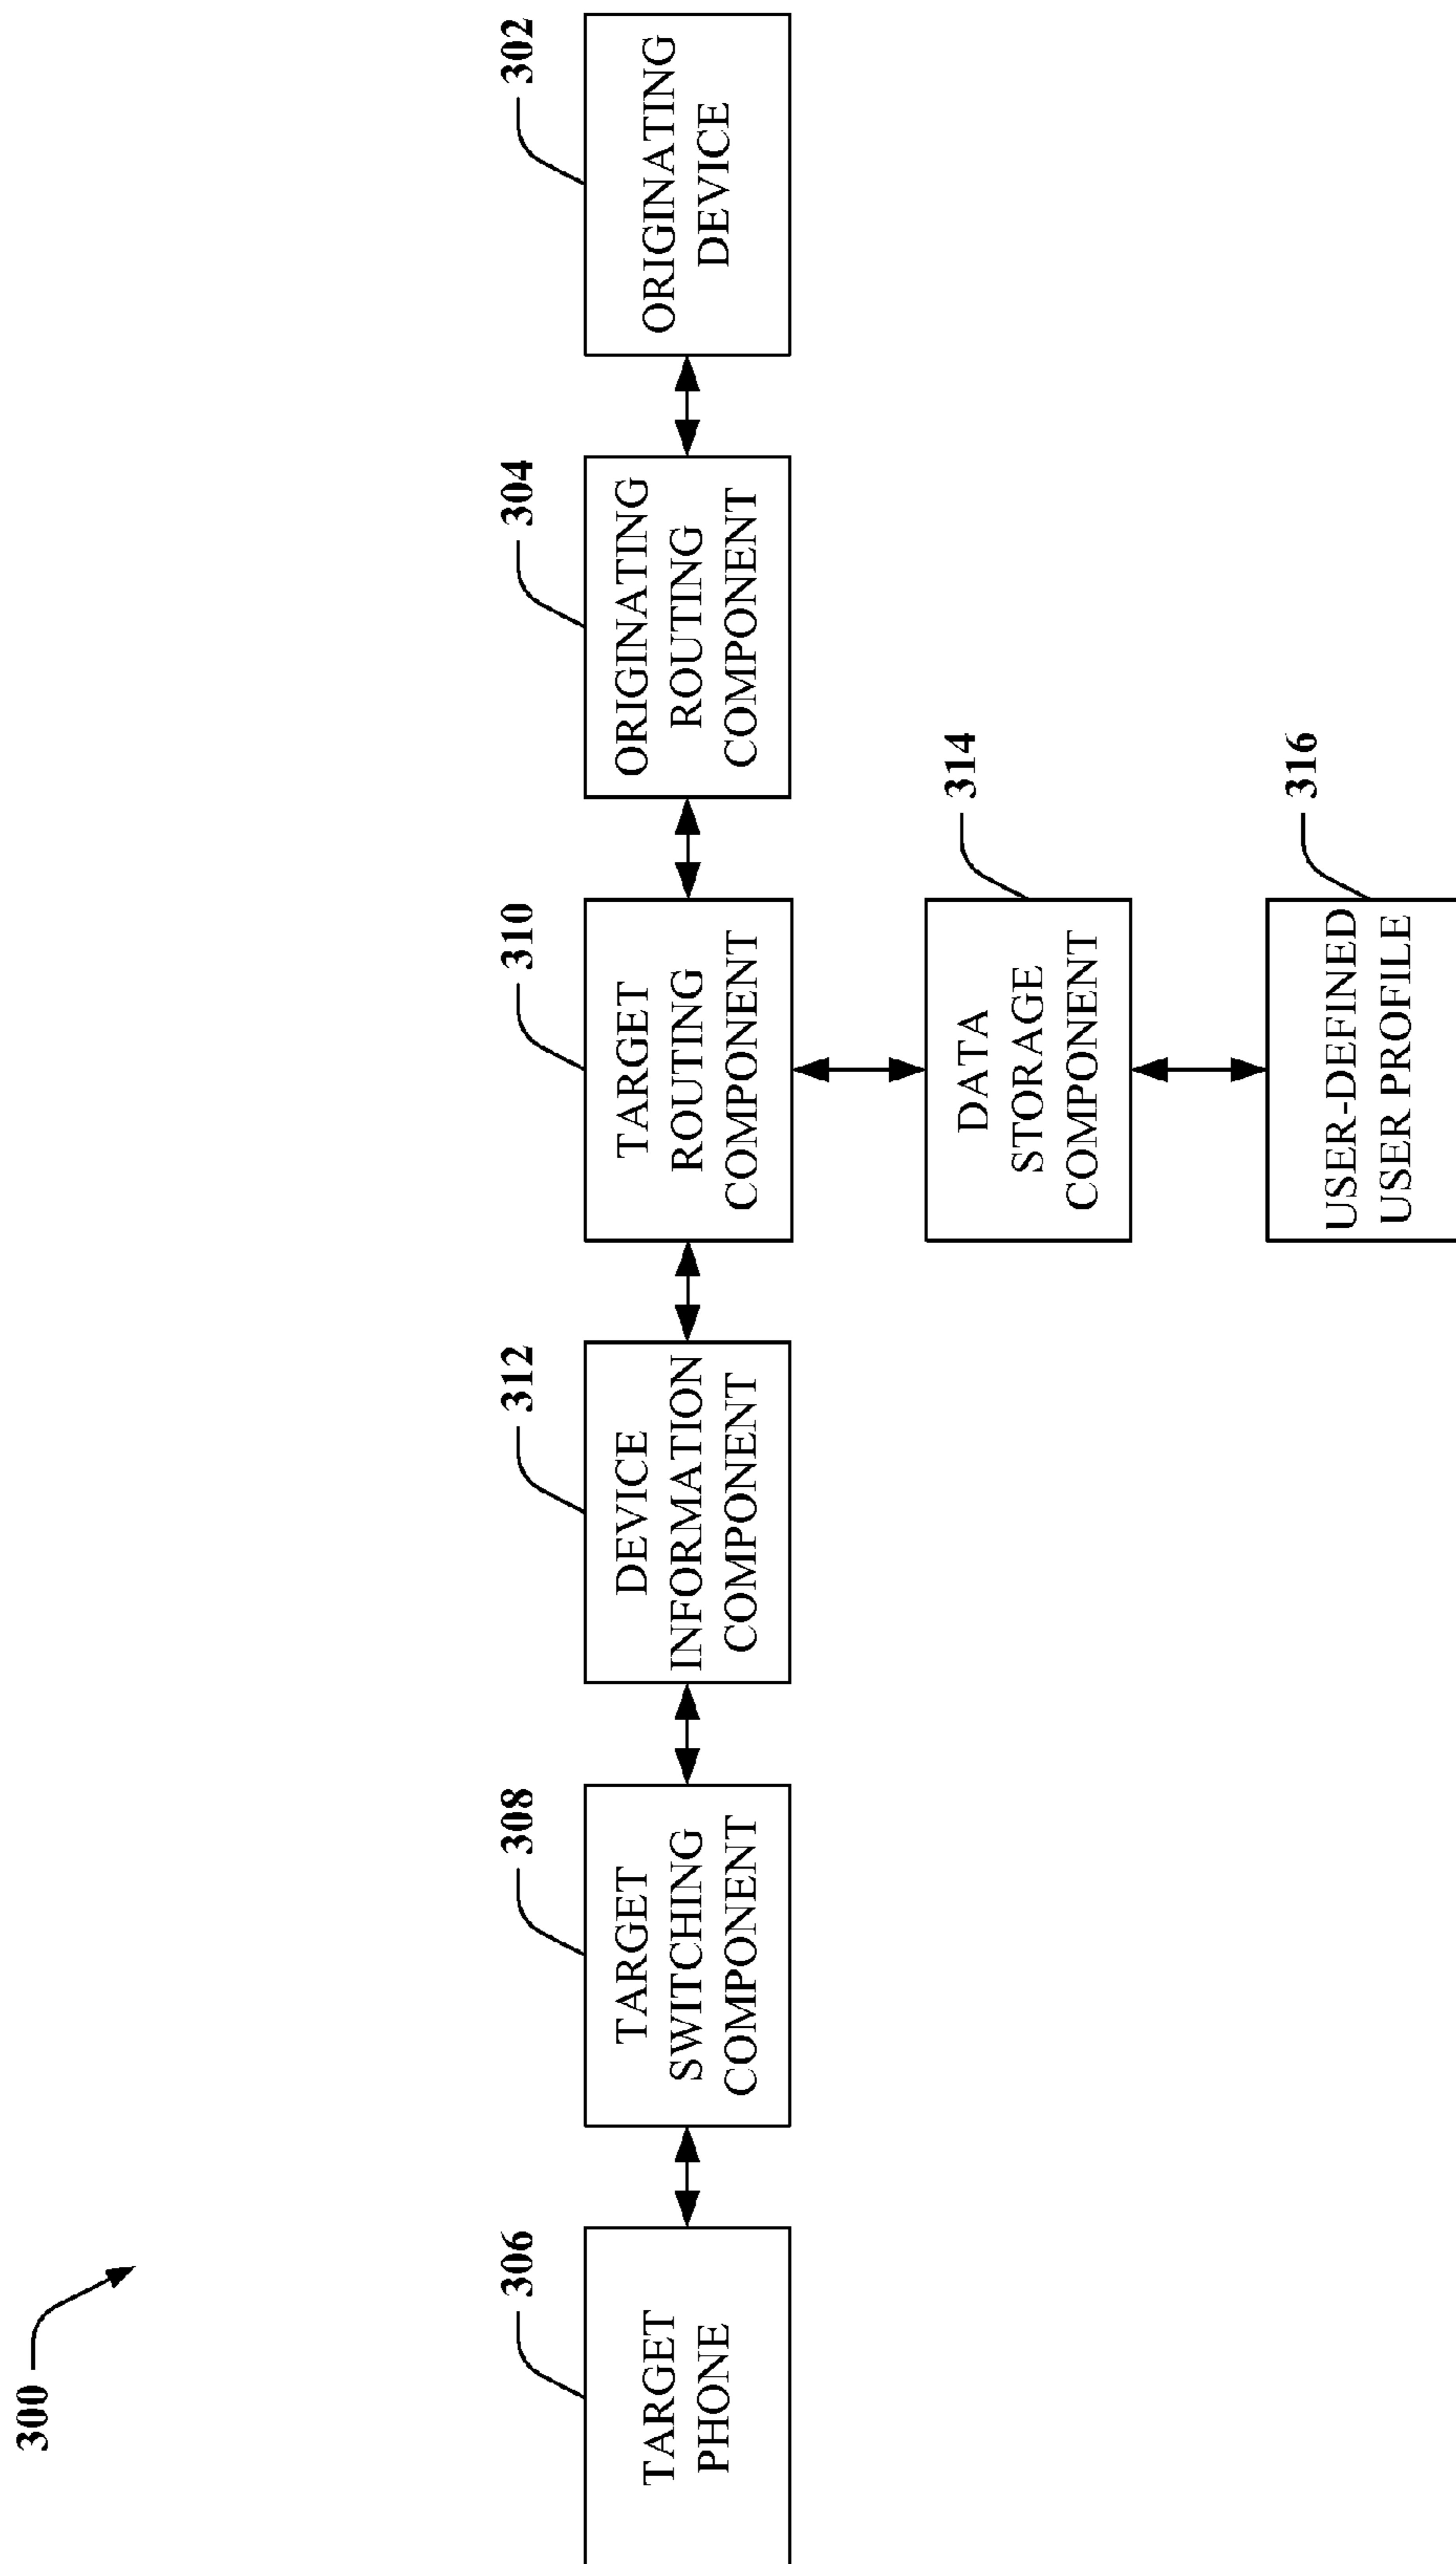 300
306
TARGET
PHONE
308
TARGET
SWITCHING
COMPONENT
312
DEVICE
INFORMATION
COMPONENT
310
TARGET
ROUTING
COMPONENT
304
ORIGINATING
ROUTING
COMPONENT
302
ORIGINATING
DEVICE
314
DATA
STORAGE
COMPONENT
316
USER-DEFINED
USER PROFILE